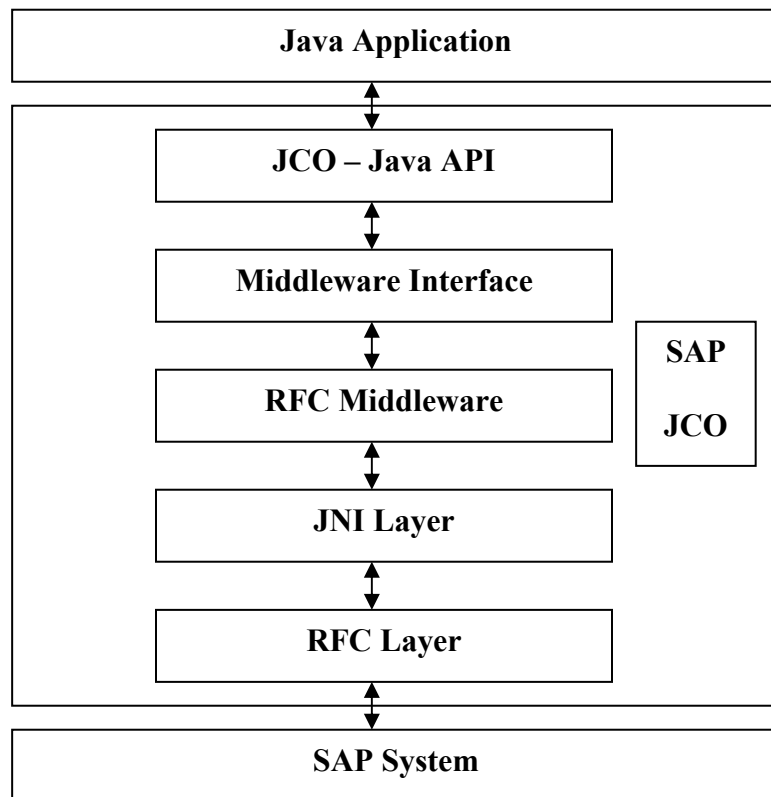 Java Application
JCO – Java API
Middleware Interface
RFC Middleware
SAP
JCO
JNI Layer
RFC Layer
SAP System